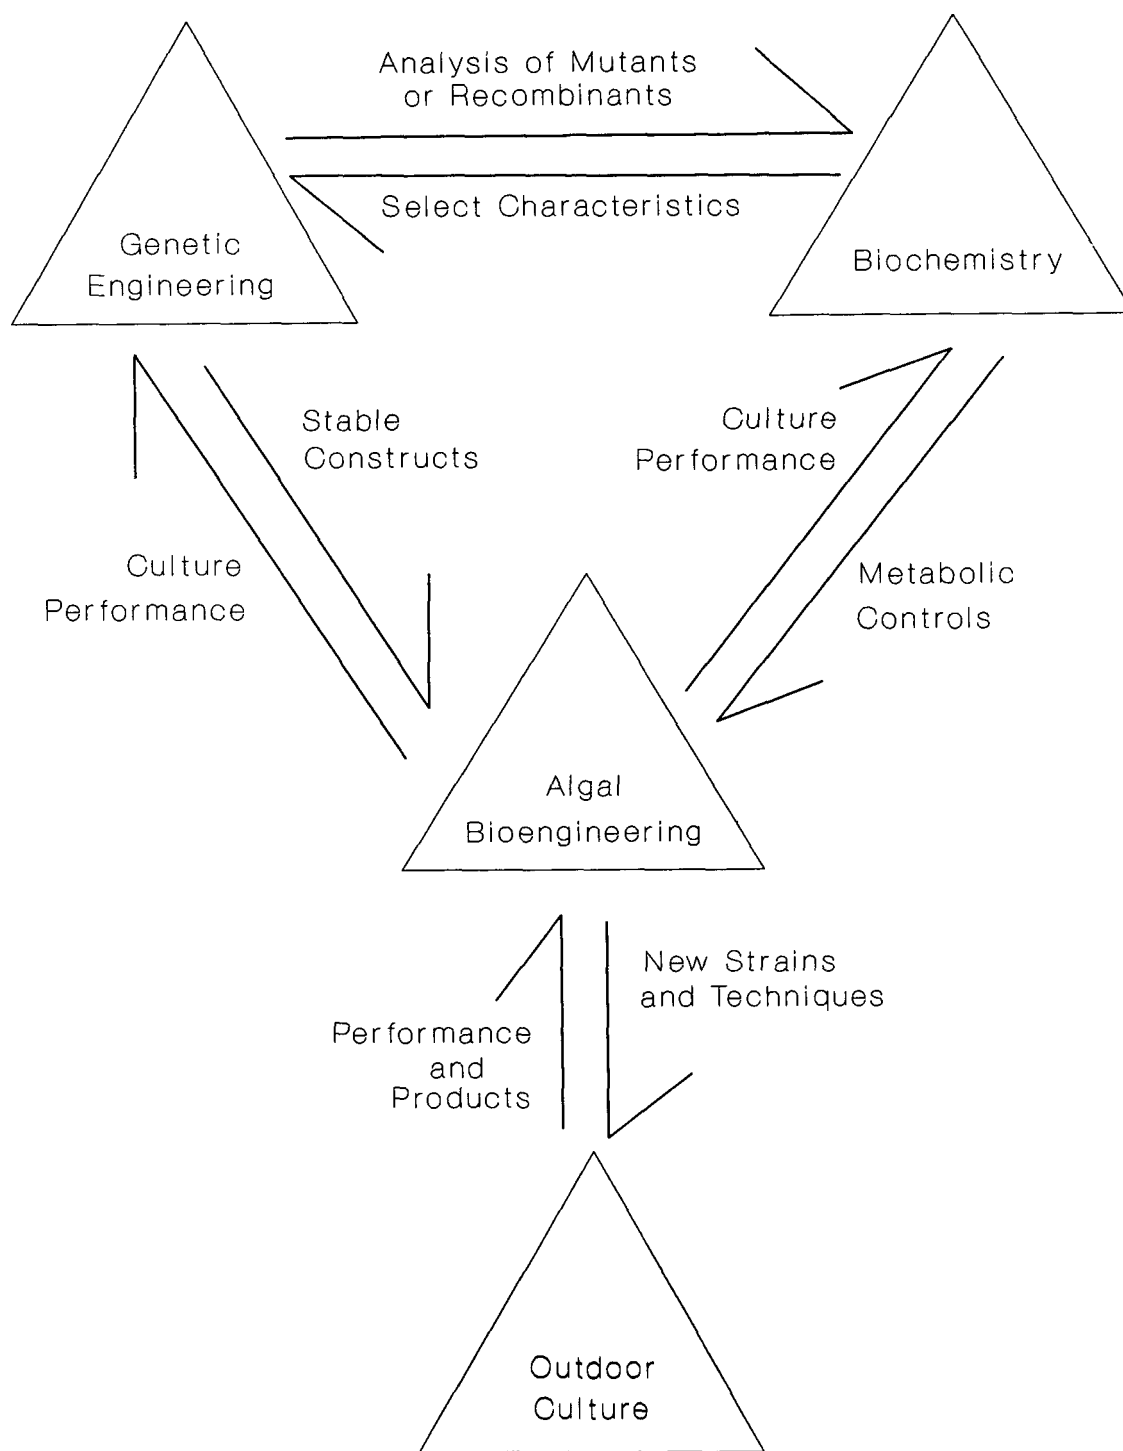 Analysis of Mutants
or Recombinants
Select Characteristics
Genetic
Engineering
Biochemistry
Stable
Constructs
Culture
Performance
Culture
Performance
Metabolic
Controls
Algal
Bioengineering
New Strains
and Techniques
Performance
and
Products
Outdoor
Culture